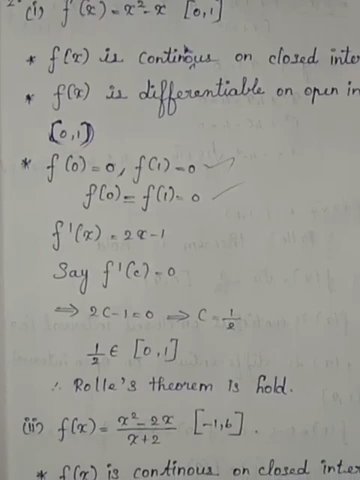 (i) f'(x) = x² - x [0,1]
* f(x) is continous on closed inter
* f(x) is differentiable on open in
[0,1]
* f(0) = 0, f(1) = 0
f(0) = f(1) = 0
f'(x) = 2x-1
Say f'(c) = 0
⇒ 2c-1=0 ⇒ c = 1/2
1/2 ∈ [0,1]
∴ Rolle's theorem is hold.
(ii) f(x) = x²-2x / x+2 [-1,6].
* f(x) is continous on closed inter